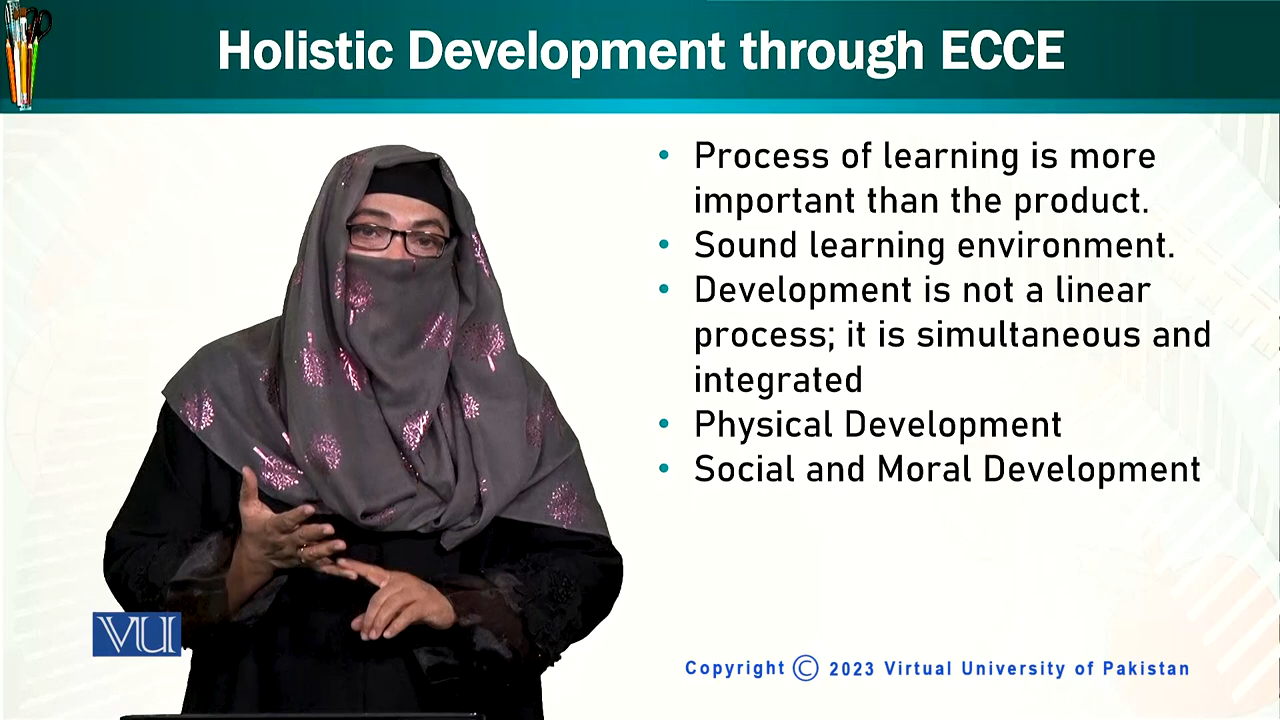 Holistic Development through ECCE
• Process of learning is more
important than the product.
• Sound learning environment.
• Development is not a linear
process; it is simultaneous and
integrated
• Physical Development
• Social and Moral Development
VU
Copyright © 2023 Virtual University of Pakistan